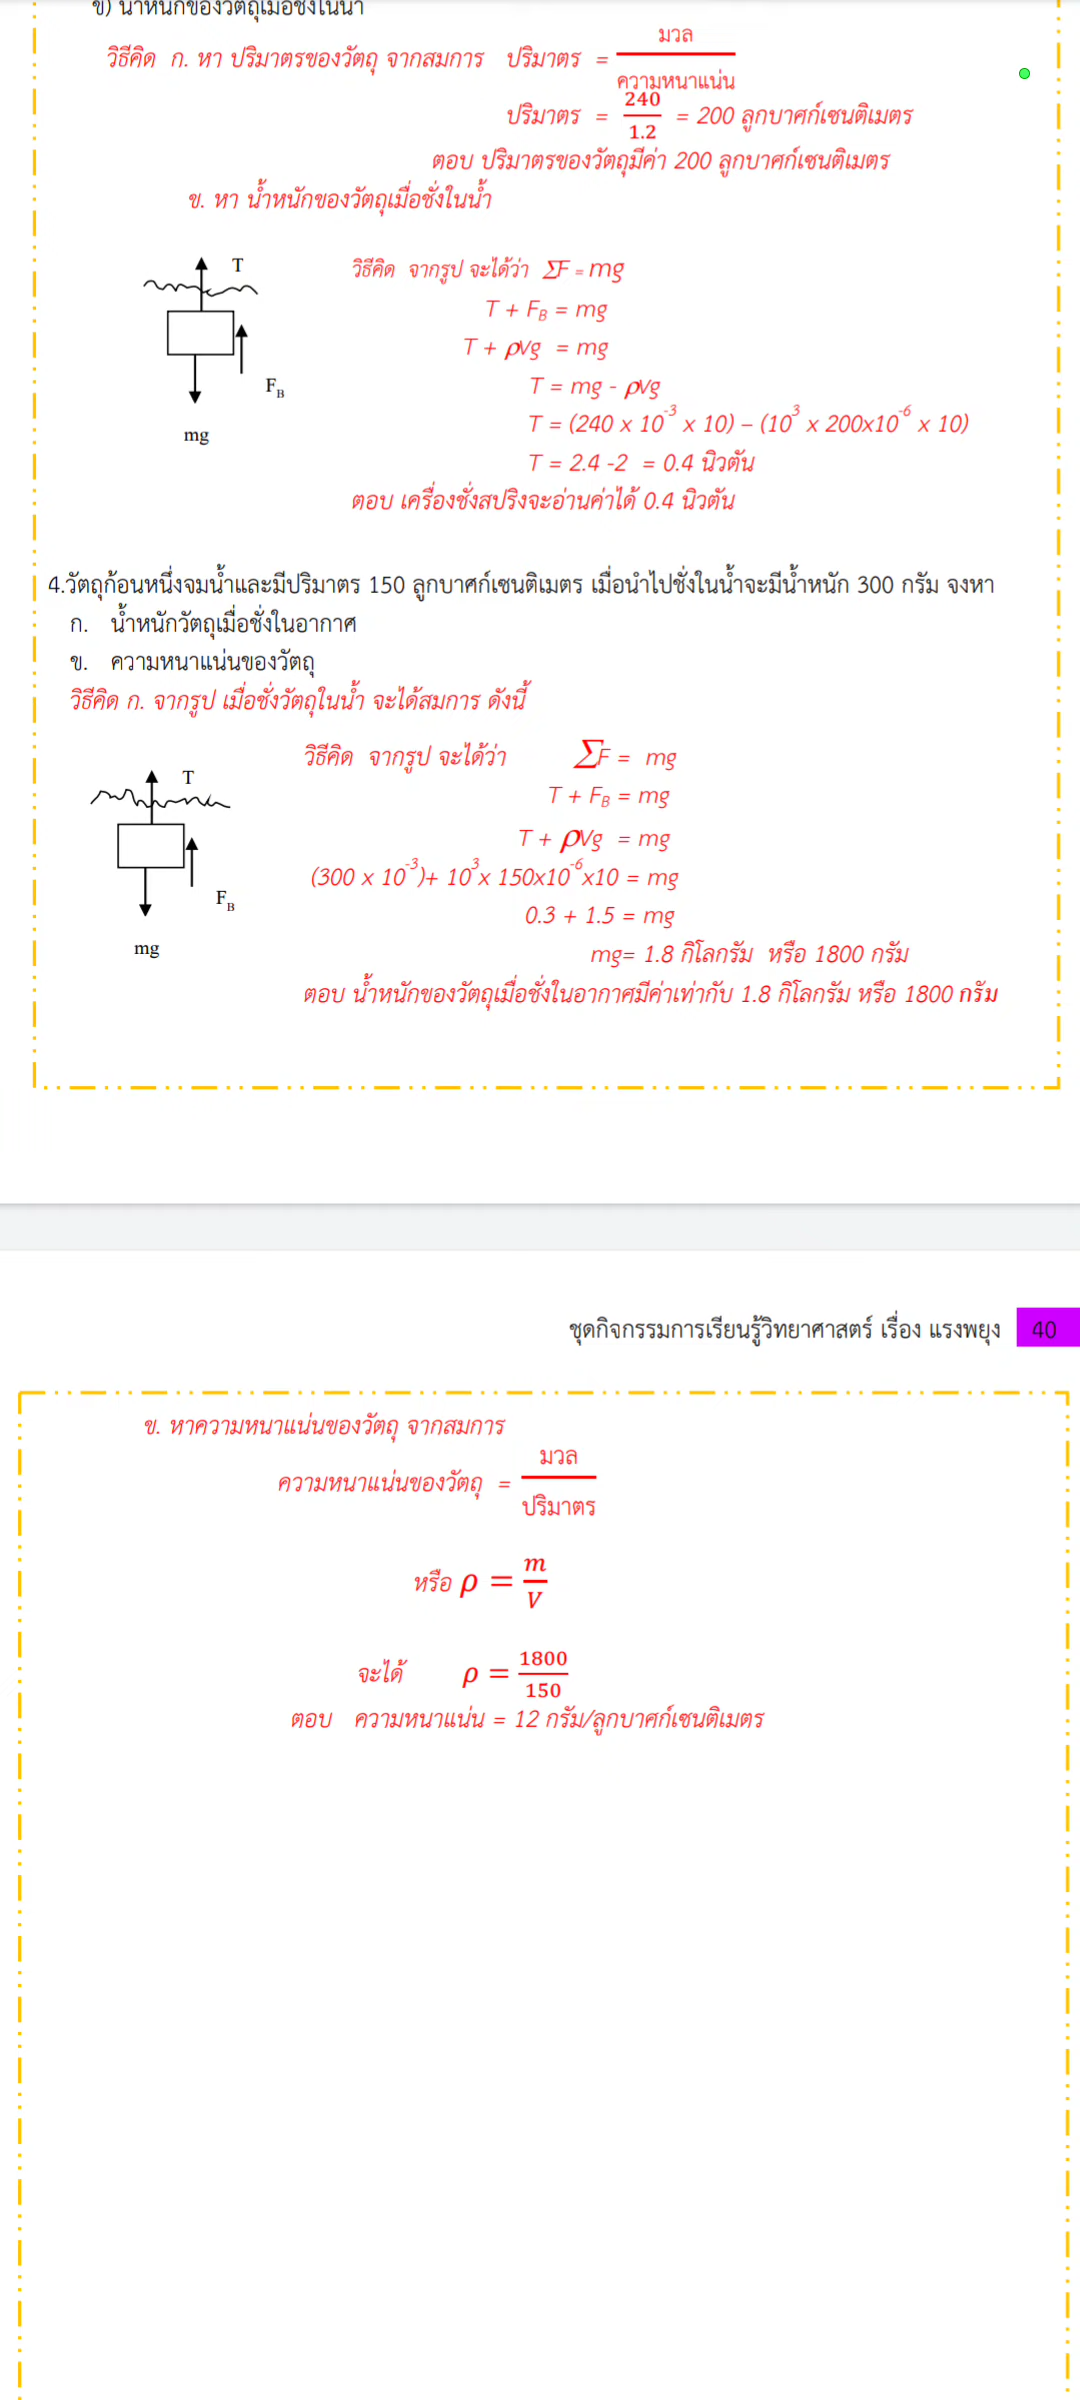 ข) น้ำหนักของวัตถุเมื่อชั่งในน้ำ
วิธีคิด ก. หา ปริมาตรของวัตถุ จากสมการ ปริมาตร = มวล / ความหนาแน่น
ปริมาตร = 240 / 1.2 = 200 ลูกบาศก์เซนติเมตร
ตอบ ปริมาตรของวัตถุมีค่า 200 ลูกบาศก์เซนติเมตร
ข. หา น้ำหนักของวัตถุเมื่อชั่งในน้ำ
T
F_B
mg
วิธีคิด จากรูป จะได้ว่า ΣF = mg
T + F_B = mg
T + ρVg = mg
T = mg - ρVg
T = (240 x 10^-3 x 10) – (10^3 x 200x10^-6 x 10)
T = 2.4 -2 = 0.4 นิวตัน
ตอบ เครื่องชั่งสปริงจะอ่านค่าได้ 0.4 นิวตัน
4.วัตถุก้อนหนึ่งจมน้ำและมีปริมาตร 150 ลูกบาศก์เซนติเมตร เมื่อนำไปชั่งในน้ำจะมีน้ำหนัก 300 กรัม จงหา
ก. น้ำหนักวัตถุเมื่อชั่งในอากาศ
ข. ความหนาแน่นของวัตถุ
วิธีคิด ก. จากรูป เมื่อชั่งวัตถุในน้ำ จะได้สมการ ดังนี้
T
F_B
mg
วิธีคิด จากรูป จะได้ว่า ΣF = mg
T + F_B = mg
T + ρVg = mg
(300 x 10^-3)+ 10^3x 150x10^-6x10 = mg
0.3 + 1.5 = mg
mg= 1.8 กิโลกรัม หรือ 1800 กรัม
ตอบ น้ำหนักของวัตถุเมื่อชั่งในอากาศมีค่าเท่ากับ 1.8 กิโลกรัม หรือ 1800 กรัม
ชุดกิจกรรมการเรียนรู้วิทยาศาสตร์ เรื่อง แรงพยุง 40
ข. หาความหนาแน่นของวัตถุ จากสมการ
ความหนาแน่นของวัตถุ = มวล / ปริมาตร
หรือ ρ = m / V
จะได้ ρ = 1800 / 150
ตอบ ความหนาแน่น = 12 กรัม/ลูกบาศก์เซนติเมตร